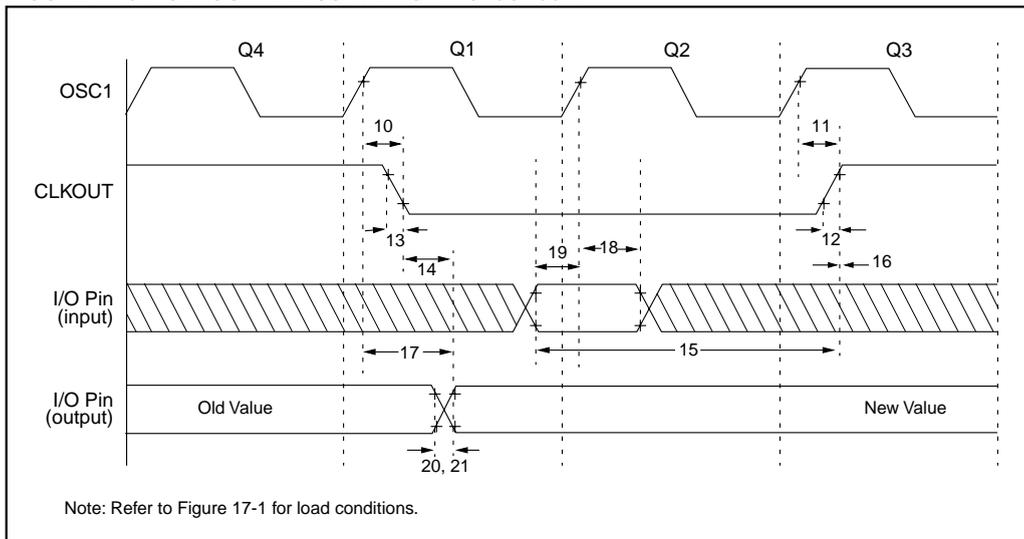 Q4 Q1 Q2 Q3
OSC1
10 11
CLKOUT
13 12
19 18
14 16
I/O Pin
(input)
17 15
I/O Pin
(output)
Old Value New Value
20, 21
Note: Refer to Figure 17-1 for load conditions.